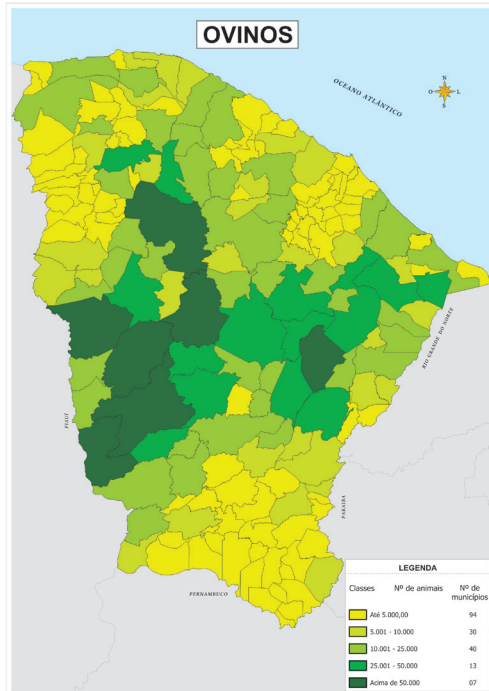 OVINOS
OCEANO ATLÂNTICO
N
O
L
S
RIO GRANDE DO NORTE
PIAUÍ
PARAIBA
PERNAMBUCO
LEGENDA
Classes Nº de animais Nº de municípios
Até 5.000,00 94
5.001 - 10.000 30
10.001 - 25.000 40
25.001 - 50.000 13
Acima de 50.000 07